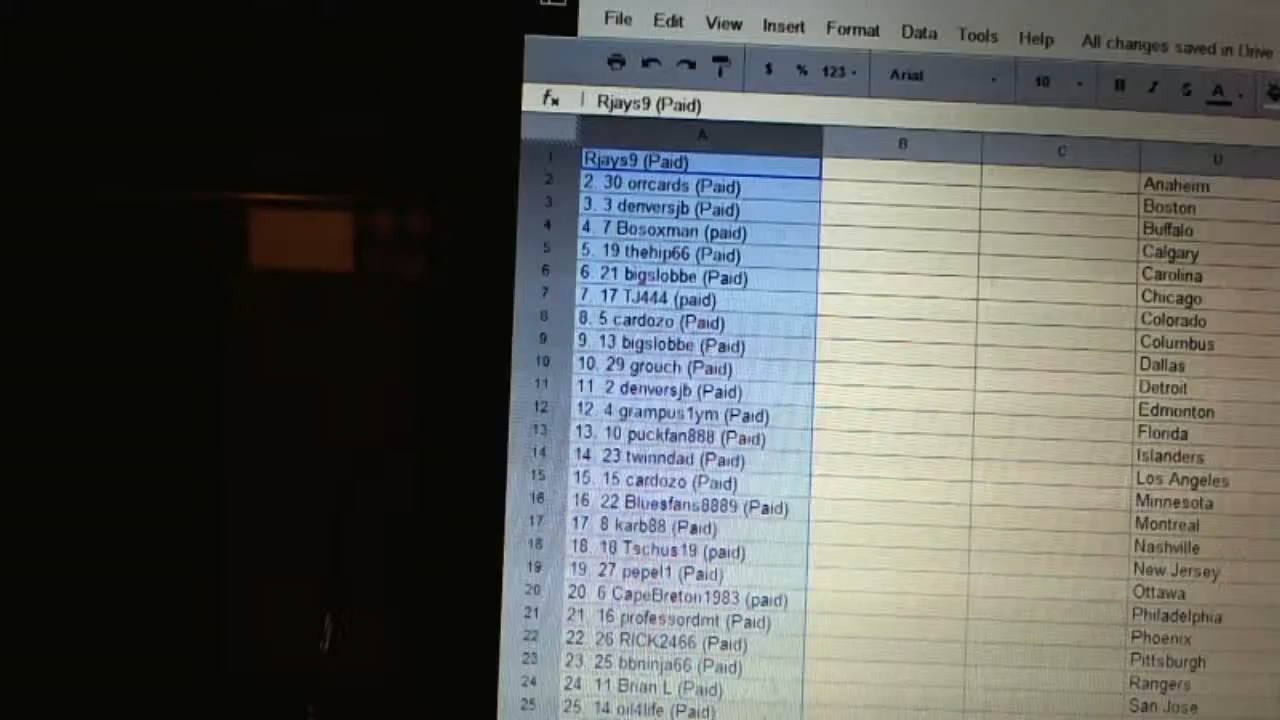 File Edit View Insert Format Data Tools Help All changes saved in Drive
$ % 123 Arial 10 B I S A
fx Rjays9 (Paid)
A B C D
1 Rjays9 (Paid) Anaheim
2 2. 30 orrcards (Paid) Boston
3 3. 3 denversjb (Paid) Buffalo
4 4. 7 Bosoxman (paid) Calgary
5 5. 19 thehip66 (Paid) Carolina
6 6. 21 bigslobbe (Paid) Chicago
7 7. 17 TJ444 (paid) Colorado
8 8. 5 cardozo (Paid) Columbus
9 9. 13 bigslobbe (Paid) Dallas
10 10. 29 grouch (Paid) Detroit
11 11. 2 denversjb (Paid) Edmonton
12 12. 4 grampus1ym (Paid) Florida
13 13. 10 puckfan888 (Paid) Islanders
14 14. 23 twinndad (Paid) Los Angeles
15 15. 15 cardozo (Paid) Minnesota
16 16. 22 Bluesfans8889 (Paid) Montreal
17 17. 8 karb88 (Paid) Nashville
18 18. 18 Tschus19 (paid) New Jersey
19 19. 27 pepel1 (Paid) Ottawa
20 20. 6 CapeBreton1983 (paid) Philadelphia
21 21. 16 professordmt (Paid) Phoenix
22 22. 26 RICK2466 (Paid) Pittsburgh
23 23. 25 bbninja66 (Paid) Rangers
24 24. 11 Brian L (Paid) San Jose
25 25. 14 oil4life (Paid)